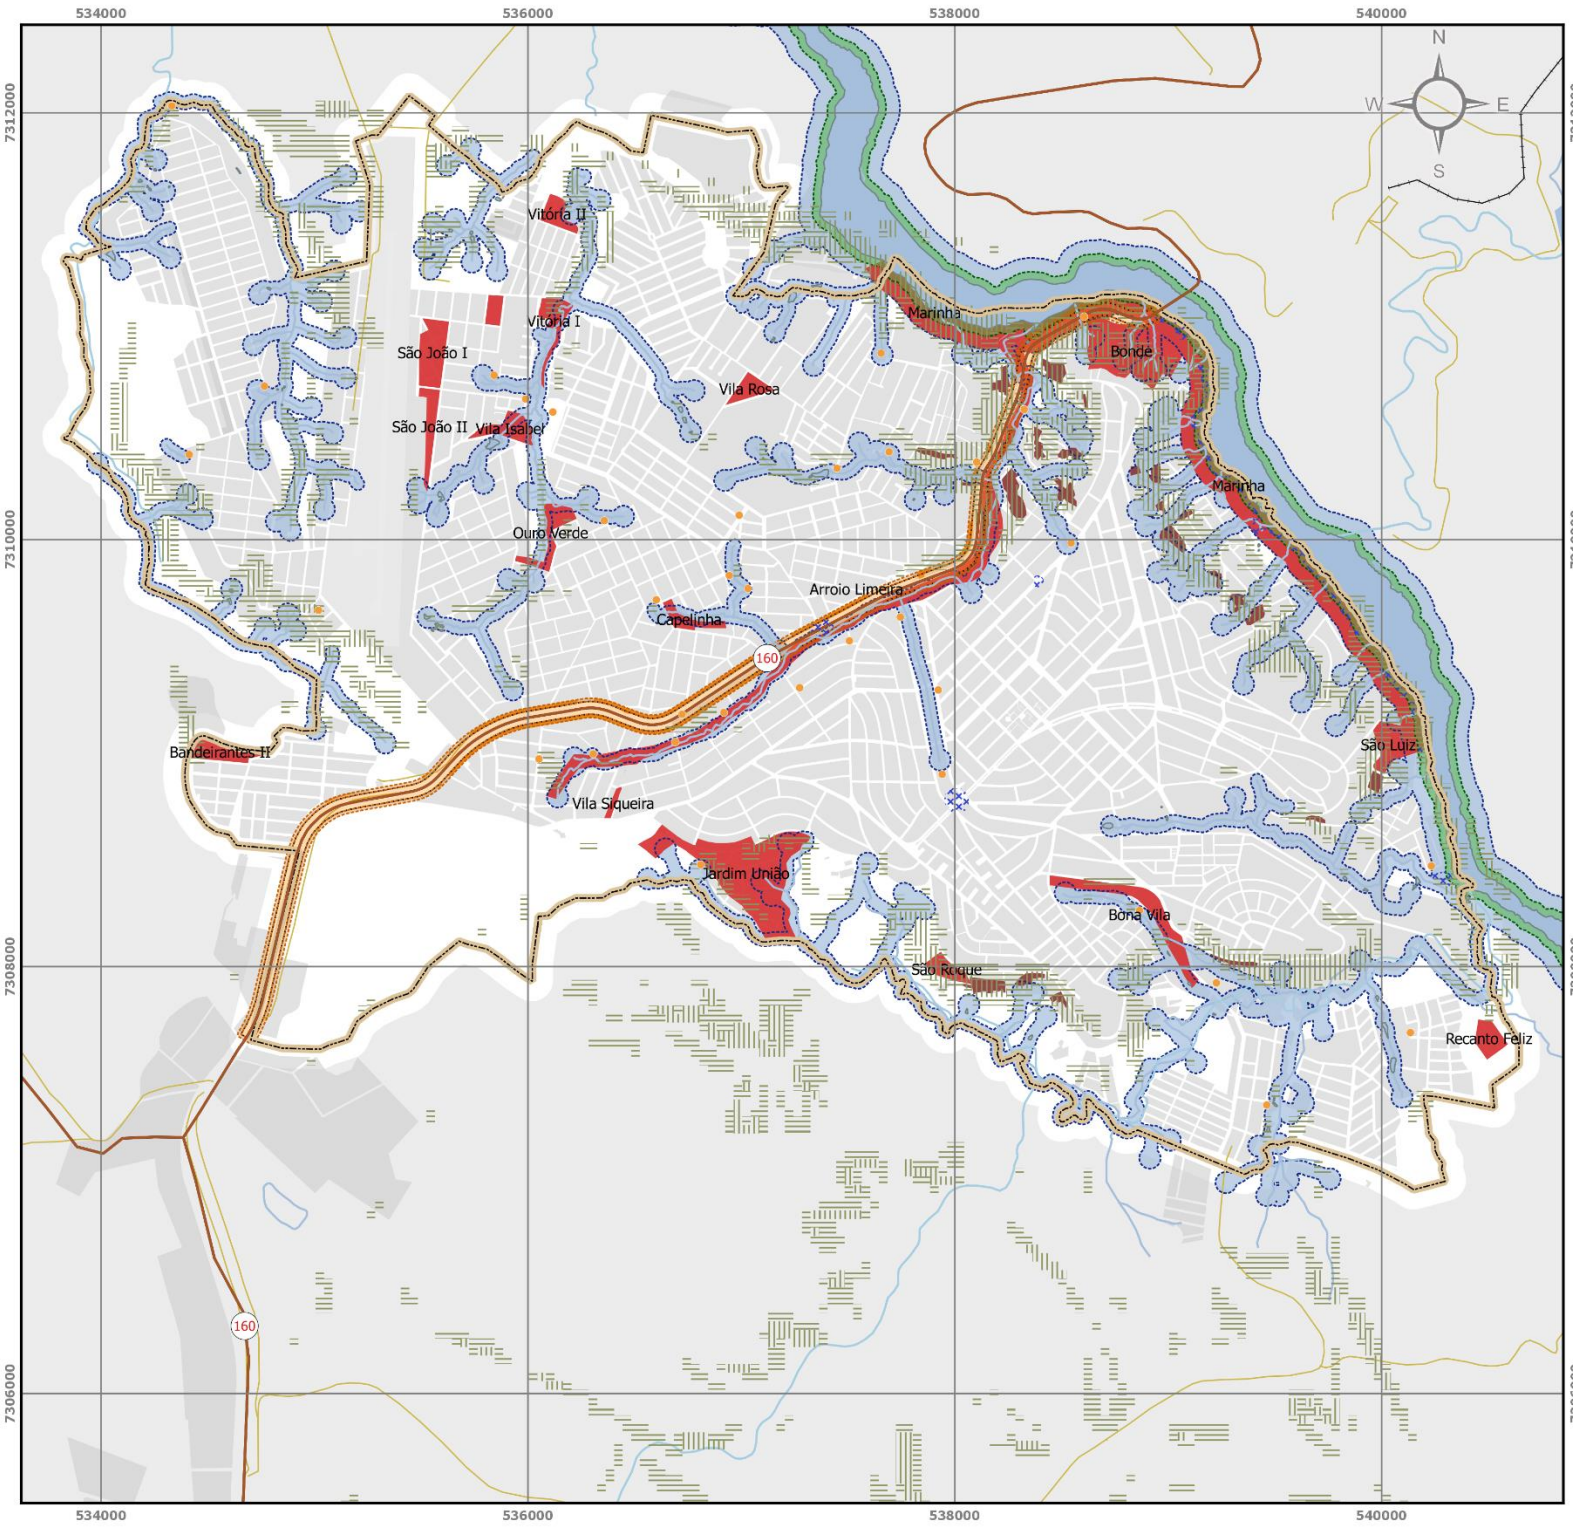 534000 536000 538000 540000
N
W E
S
7312000
Vitória II
Marinha
Vitória I
São João I
Bonde
Vila Rosa
São João II
Vila Isabel
Marinha
7310000
Ouro Verde
Arroio Limeira
Capelinha
160
São Luiz
Bandeirantes II
Vila Siqueira
Jardim União
Bona Vila
7308000
São Roque
Recanto Feliz
160
7306000
534000 536000 538000 540000